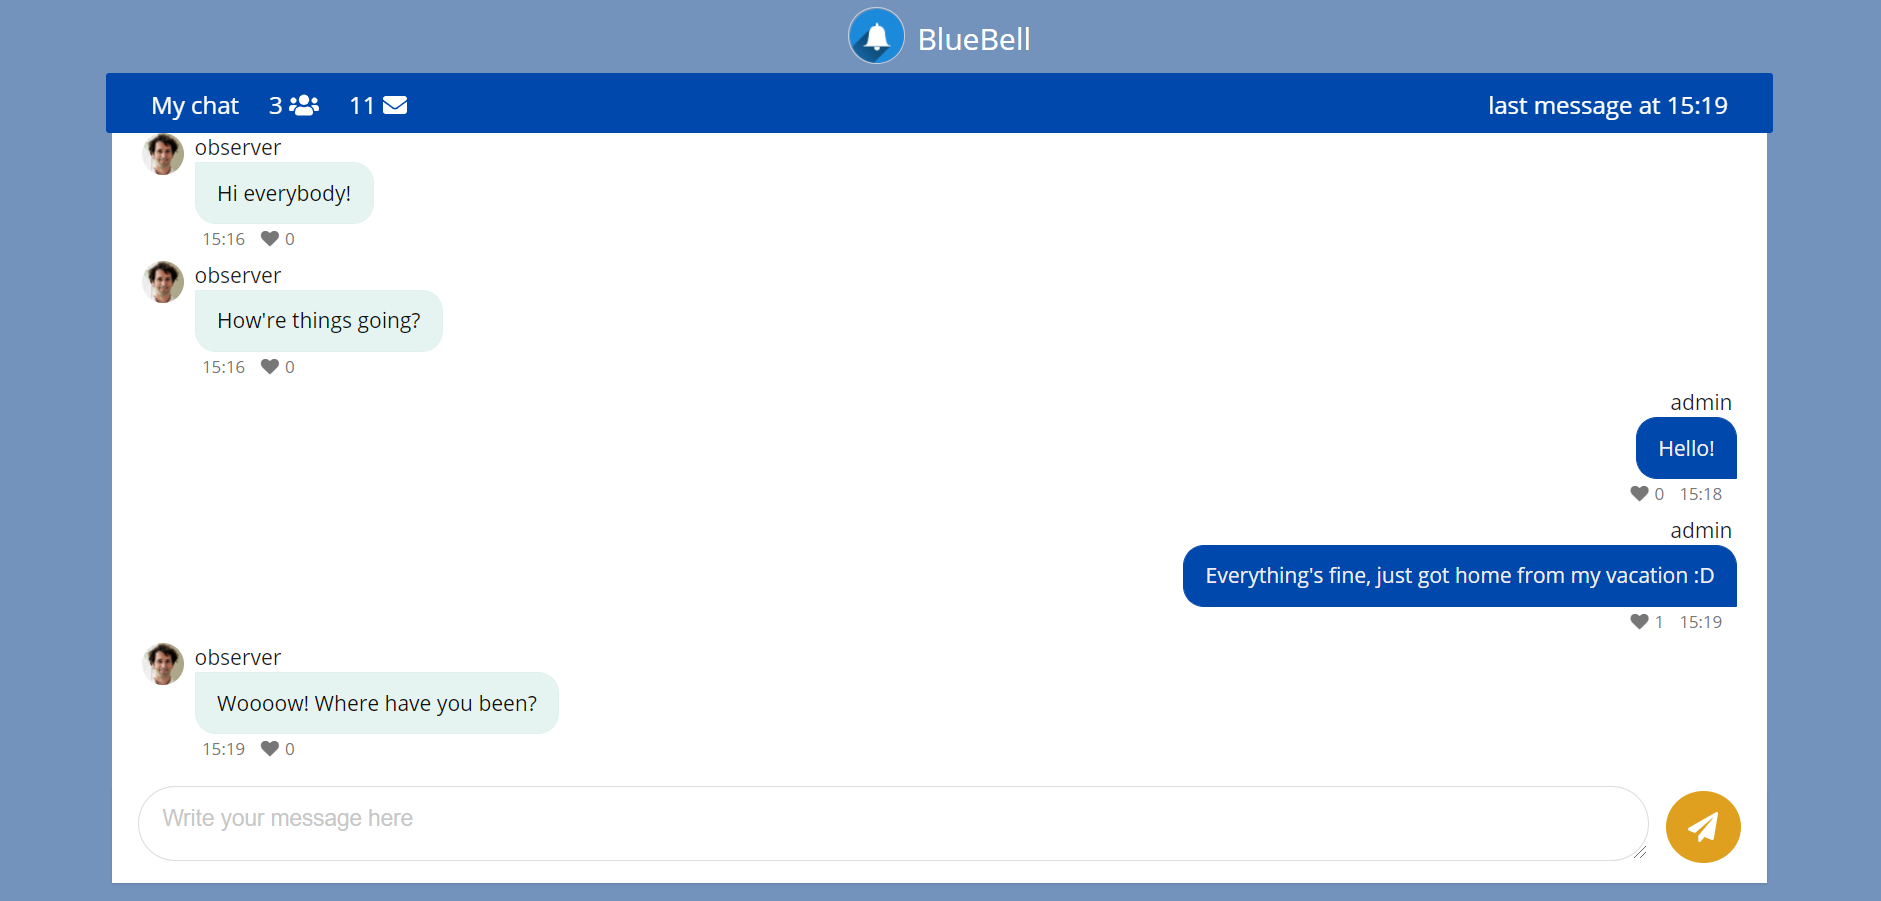 BlueBell
My chat 3 11 last message at 15:19
observer
Hi everybody!
15:16 0
observer
How're things going?
15:16 0
admin
Hello!
0 15:18
admin
Everything's fine, just got home from my vacation :D
1 15:19
observer
Woooow! Where have you been?
15:19 0
Write your message here